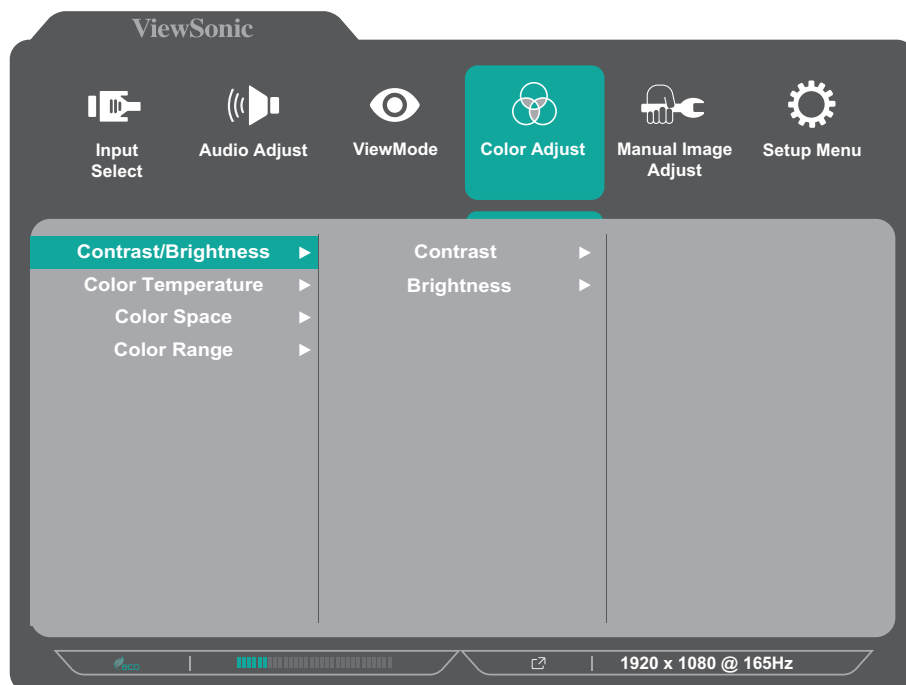 ViewSonic
Input
Select
Audio Adjust
ViewMode
Color Adjust
Manual Image
Adjust
Setup Menu
Contrast/Brightness
Color Temperature
Color Space
Color Range
Contrast
Brightness
eco
1920 x 1080 @ 165Hz